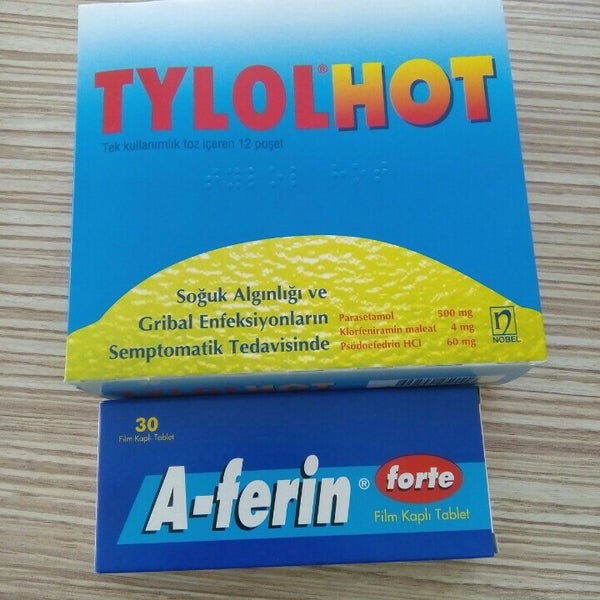 TYLOL®HOT
Tek kullanımlık toz içeren 12 poşet
Soğuk Algınlığı ve
Gribal Enfeksiyonların
Semptomatik Tedavisinde
Parasetamol 500 mg
Klorfeniramin maleat 4 mg
Psödoefedrin HCl 60 mg
NOBEL
TYLOLHOT
30
Film Kaplı Tablet
A-ferin® forte
Film Kaplı Tablet